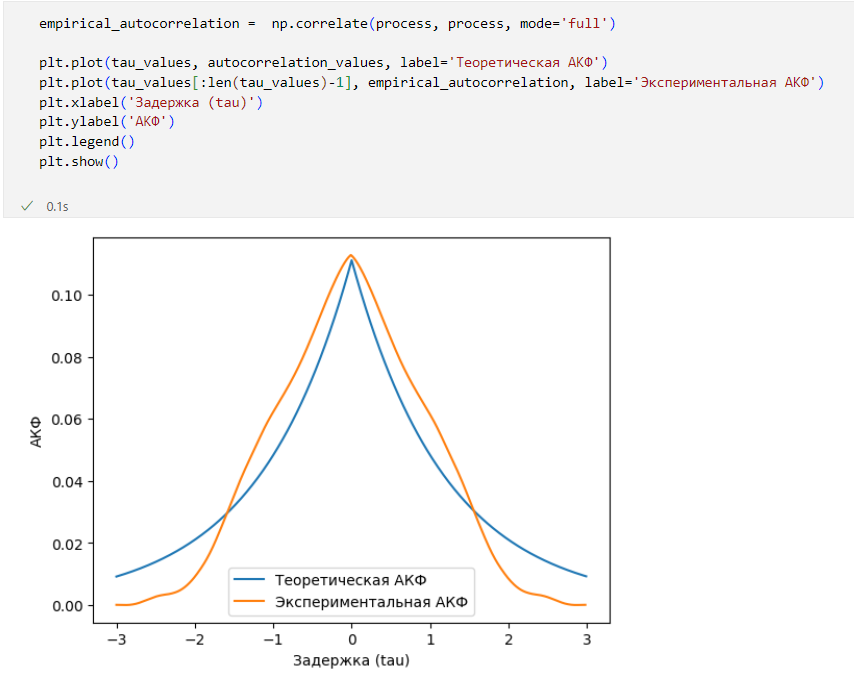 empirical_autocorrelation =  np.correlate(process, process, mode='full')
plt.plot(tau_values, autocorrelation_values, label='Теоретическая АКФ')
plt.plot(tau_values[:len(tau_values)-1], empirical_autocorrelation, label='Экспериментальная АКФ')
plt.xlabel('Задержка (tau)')
plt.ylabel('АКФ')
plt.legend()
plt.show()
0.1s
0.10
0.08
0.06
0.04
0.02
0.00
АКФ
Теоретическая АКФ
Экспериментальная АКФ
−3 −2 −1 0 1 2 3
Задержка (tau)